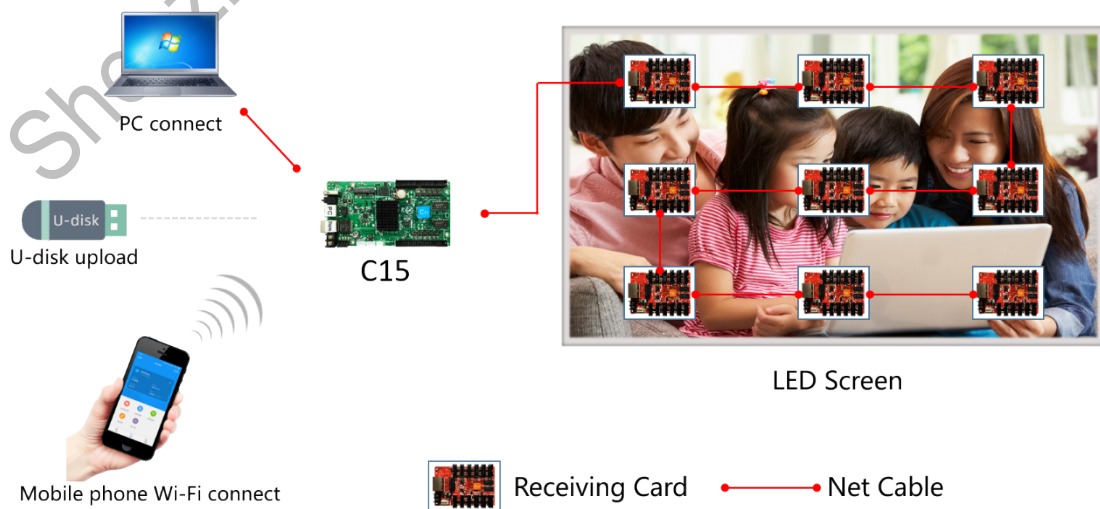 PC connect
U-disk
U-disk upload
C15
LED Screen
Mobile phone Wi-Fi connect
Receiving Card
Net Cable